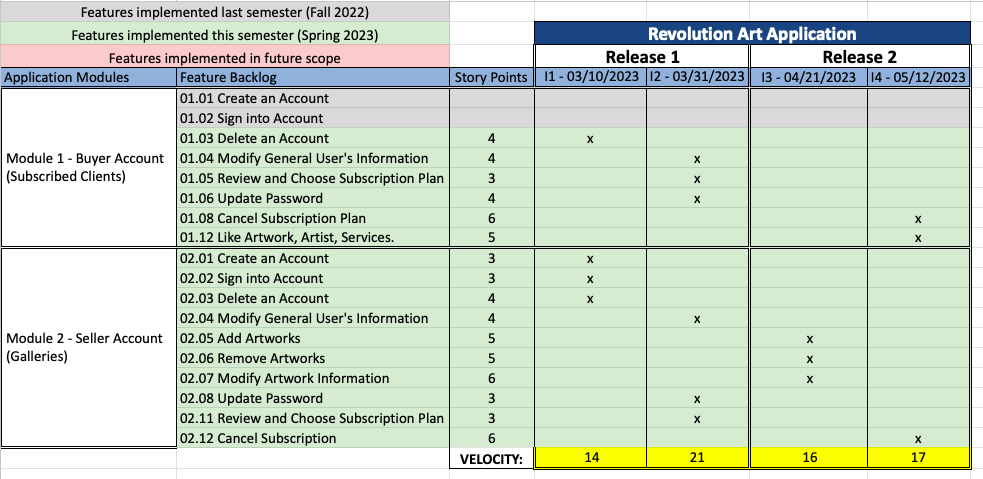 Features implemented last semester (Fall 2022)
Features implemented this semester (Spring 2023) Revolution Art Application
Features implemented in future scope Release 1 Release 2
Application Modules Feature Backlog Story Points I1 - 03/10/2023 I2 - 03/31/2023 I3 - 04/21/2023 I4 - 05/12/2023
01.01 Create an Account
01.02 Sign into Account
01.03 Delete an Account 4 x
Module 1 - Buyer Account 01.04 Modify General User's Information 4 x
(Subscribed Clients) 01.05 Review and Choose Subscription Plan 3 x
01.06 Update Password 4 x
01.08 Cancel Subscription Plan 6 x
01.12 Like Artwork, Artist, Services. 5 x
02.01 Create an Account 3 x
02.02 Sign into Account 3 x
02.03 Delete an Account 4 x
02.04 Modify General User's Information 4 x
Module 2 - Seller Account 02.05 Add Artworks 5 x
(Galleries) 02.06 Remove Artworks 5 x
02.07 Modify Artwork Information 6 x
02.08 Update Password 3 x
02.11 Review and Choose Subscription Plan 3 x
02.12 Cancel Subscription 6 x
VELOCITY: 14 21 16 17